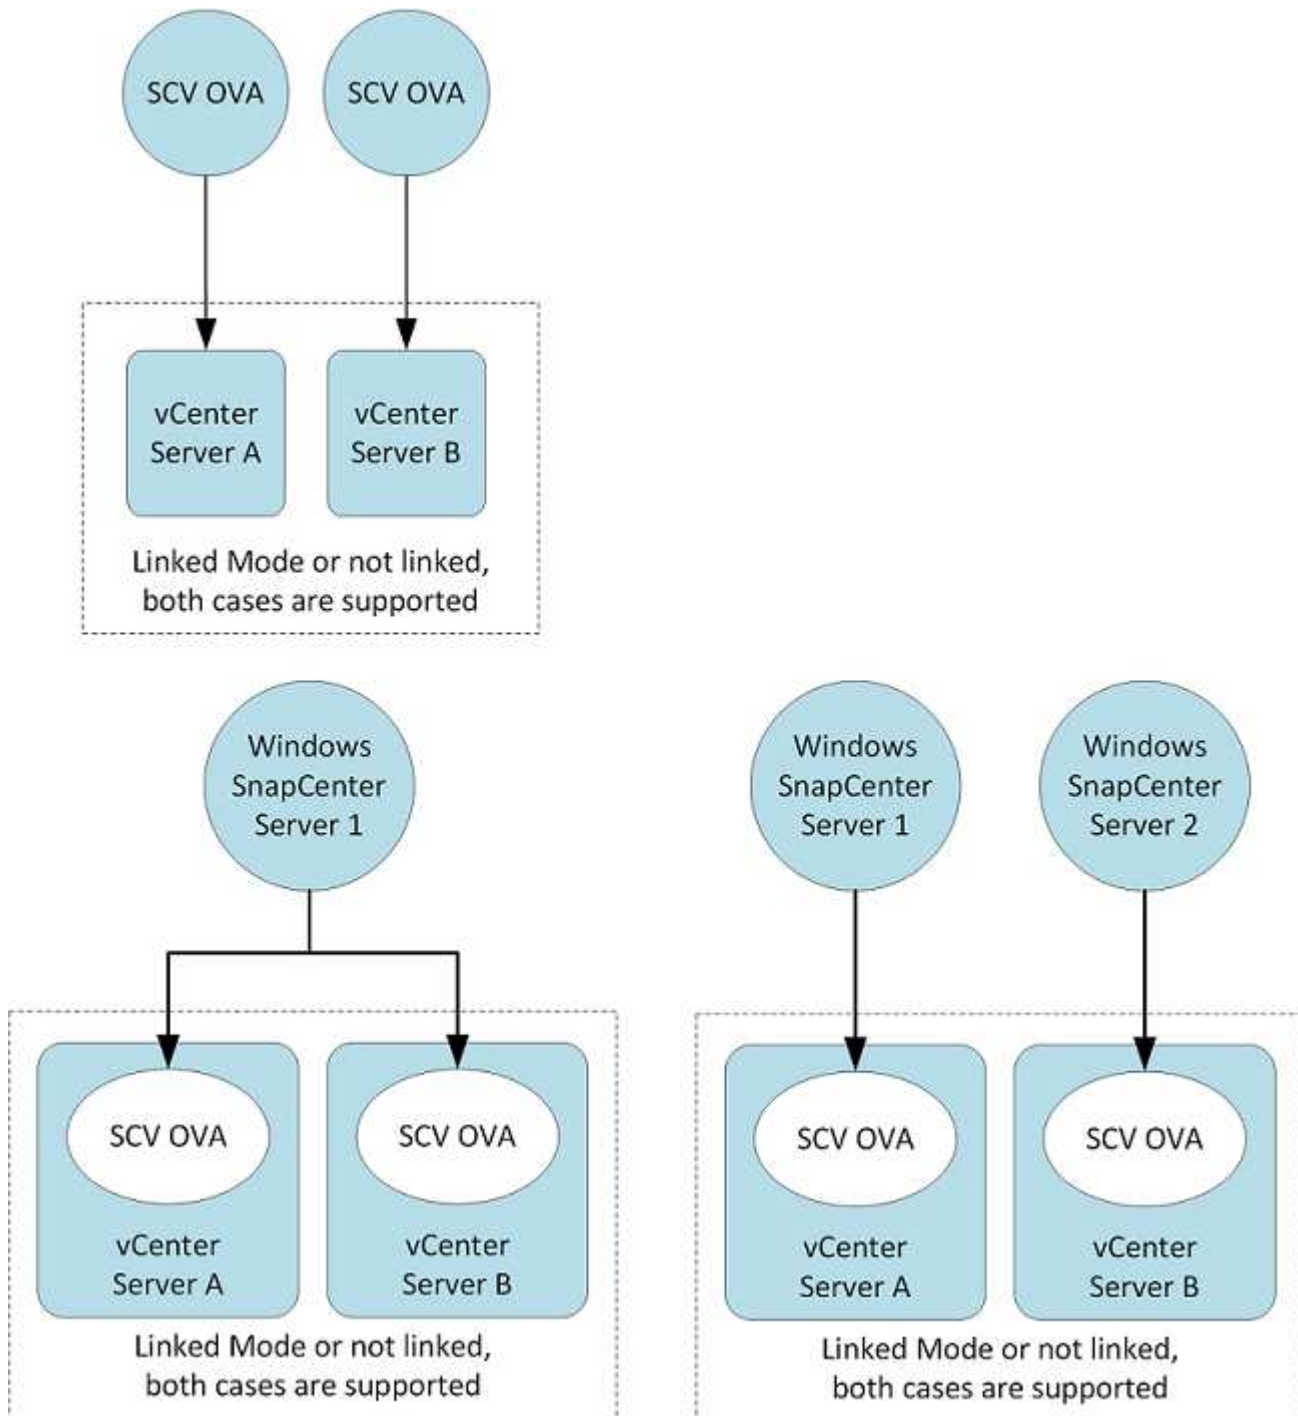 SCV OVA
SCV OVA
vCenter
Server A
vCenter
Server B
Linked Mode or not linked,
both cases are supported
Windows
SnapCenter
Server 1
SCV OVA
vCenter
Server A
SCV OVA
vCenter
Server B
Linked Mode or not linked,
both cases are supported
Windows
SnapCenter
Server 1
Windows
SnapCenter
Server 2
SCV OVA
vCenter
Server A
SCV OVA
vCenter
Server B
Linked Mode or not linked,
both cases are supported